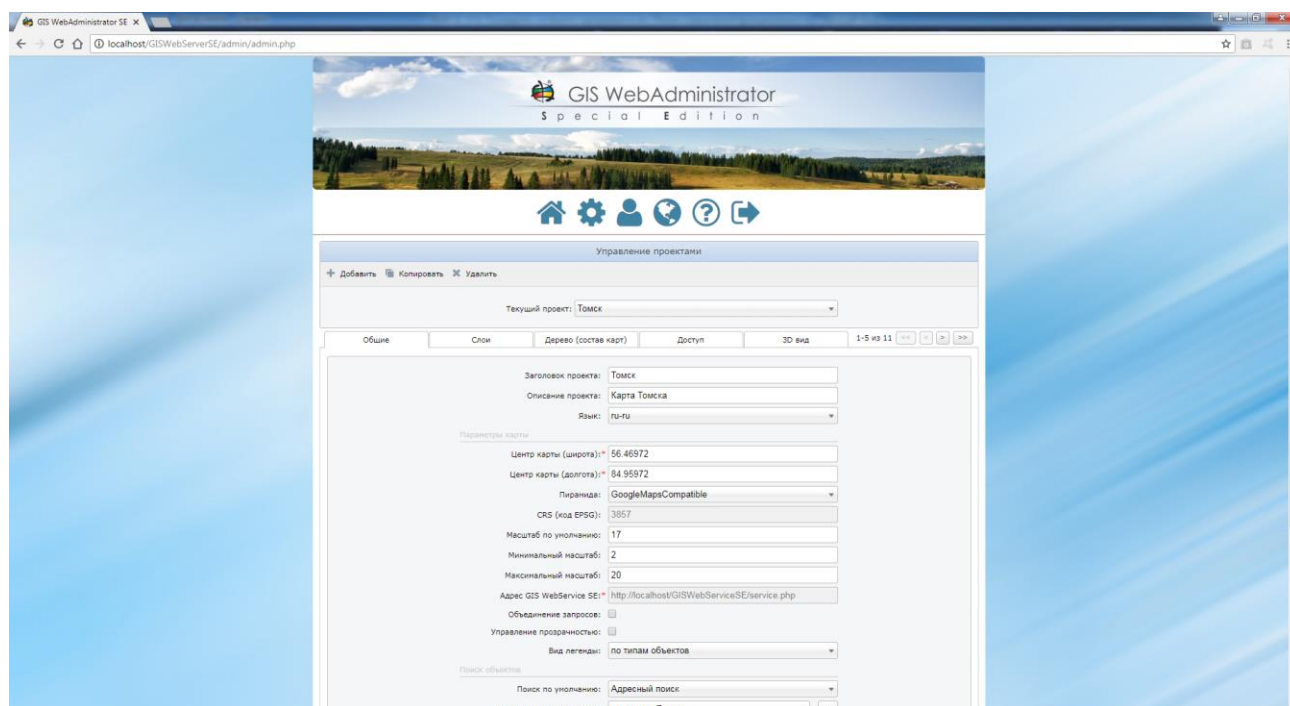 GIS WebAdministrator SE
localhost/GISWebServerSE/admin/admin.php
GIS WebAdministrator
Special Edition
Управление проектами
Добавить Копировать Удалить
Текущий проект: Томск
Общие Слои Дерево (состав карт) Доступ 3D вид 1-5 из 11 << < > >>
Заголовок проекта: Томск
Описание проекта: Карта Томска
Язык: ru-ru
Параметры карты
Центр карты (широта):* 56.46972
Центр карты (долгота):* 84.95972
Пирамида: GoogleMapsCompatible
CRS (код EPSG): 3857
Масштаб по умолчанию: 17
Минимальный масштаб: 2
Максимальный масштаб: 20
Адрес GIS WebService SE:* http://localhost/GISWebServiceSE/service.php
Объединение запросов:
Управление прозрачностью:
Вид легенды: по типам объектов
Поиск объектов
Поиск по умолчанию: Адресный поиск